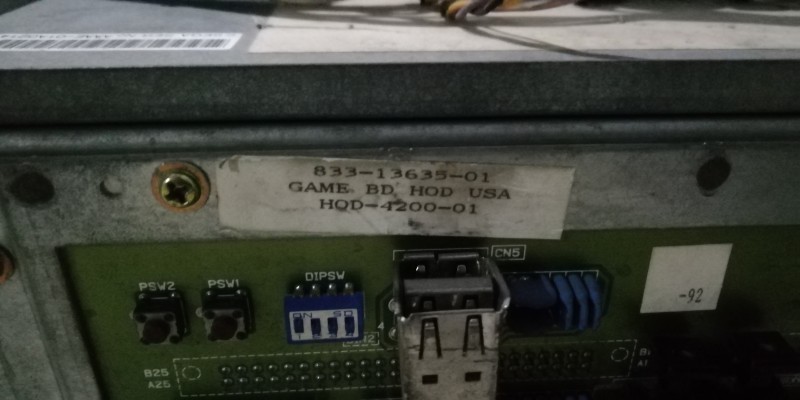 833-13635-01
GAME BD HOD USA
HOD-4200-01
CN5
PSW2
PSW1
DIPSW
ON
-92
B25
A25